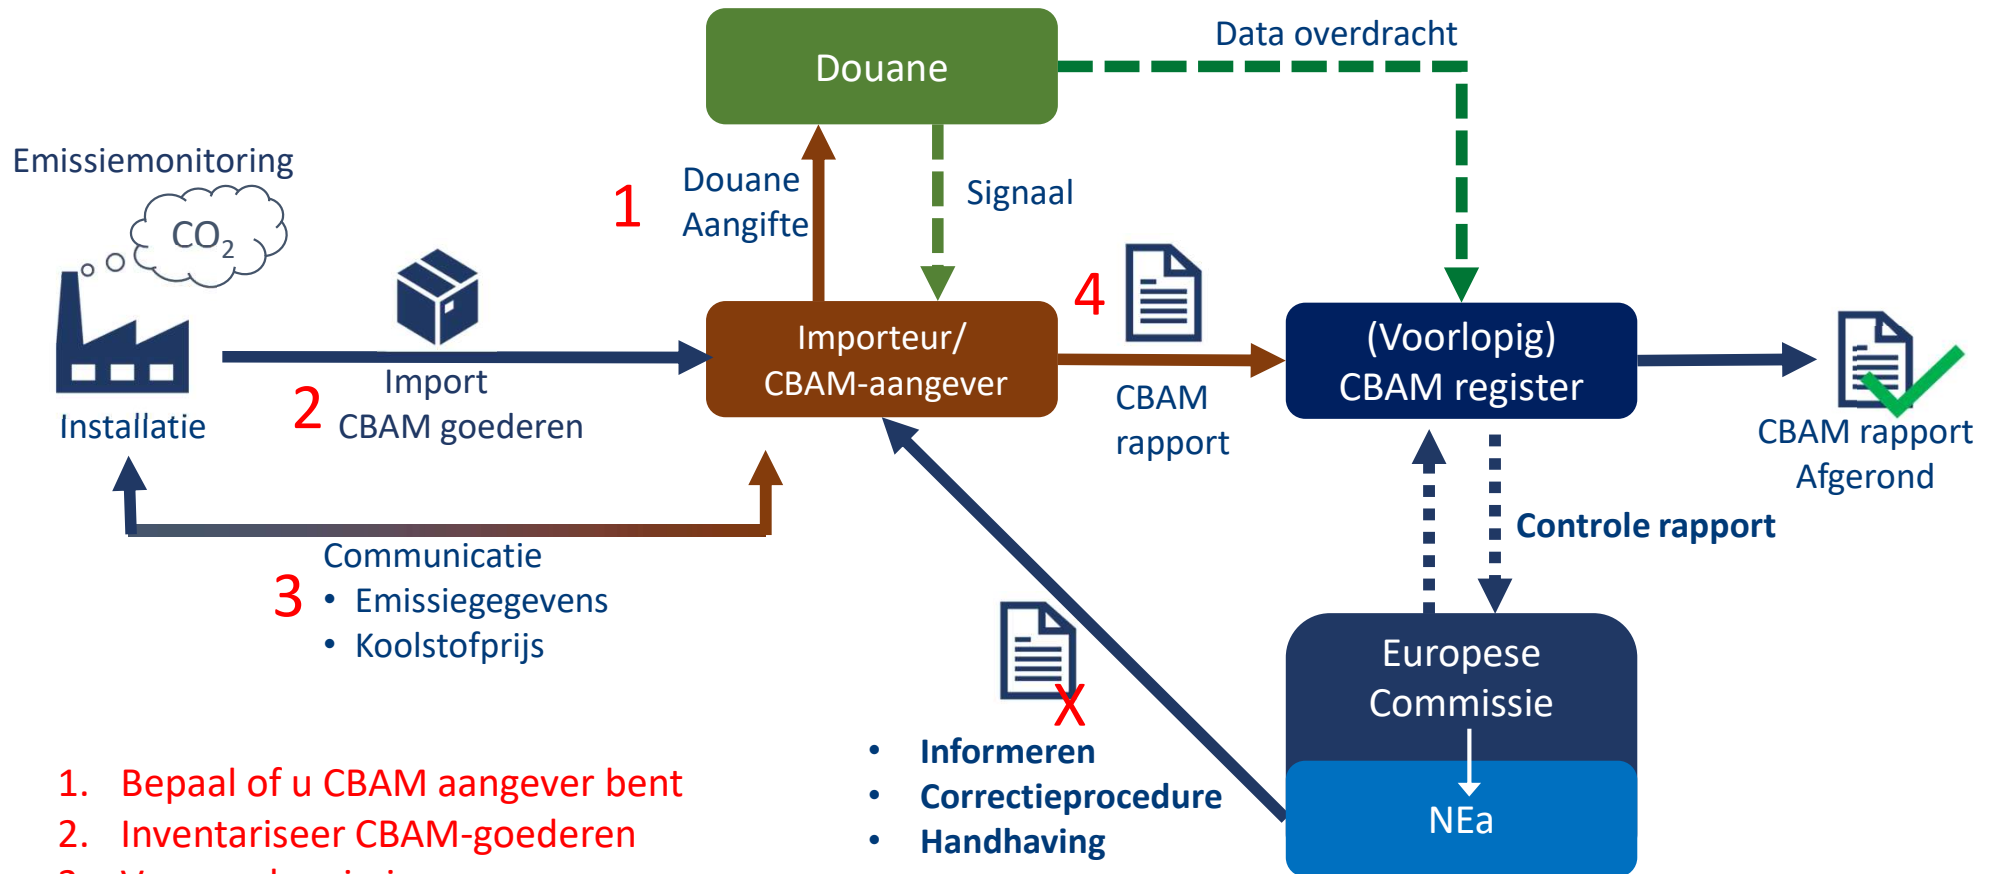 Douane
Data overdracht
Emissiemonitoring
CO2
1
Douane
Aangifte
Signaal
4
Importeur/
CBAM-aangever
(Voorlopig)
CBAM register
Import
2
CBAM goederen
Installatie
CBAM
rapport
CBAM rapport
Afgerond
Controle rapport
Communicatie
3
• Emissiegegevens
• Koolstofprijs
X
Europese
Commissie
NEa
• Informeren
• Correctieprocedure
• Handhaving
1. Bepaal of u CBAM aangever bent
2. Inventariseer CBAM-goederen